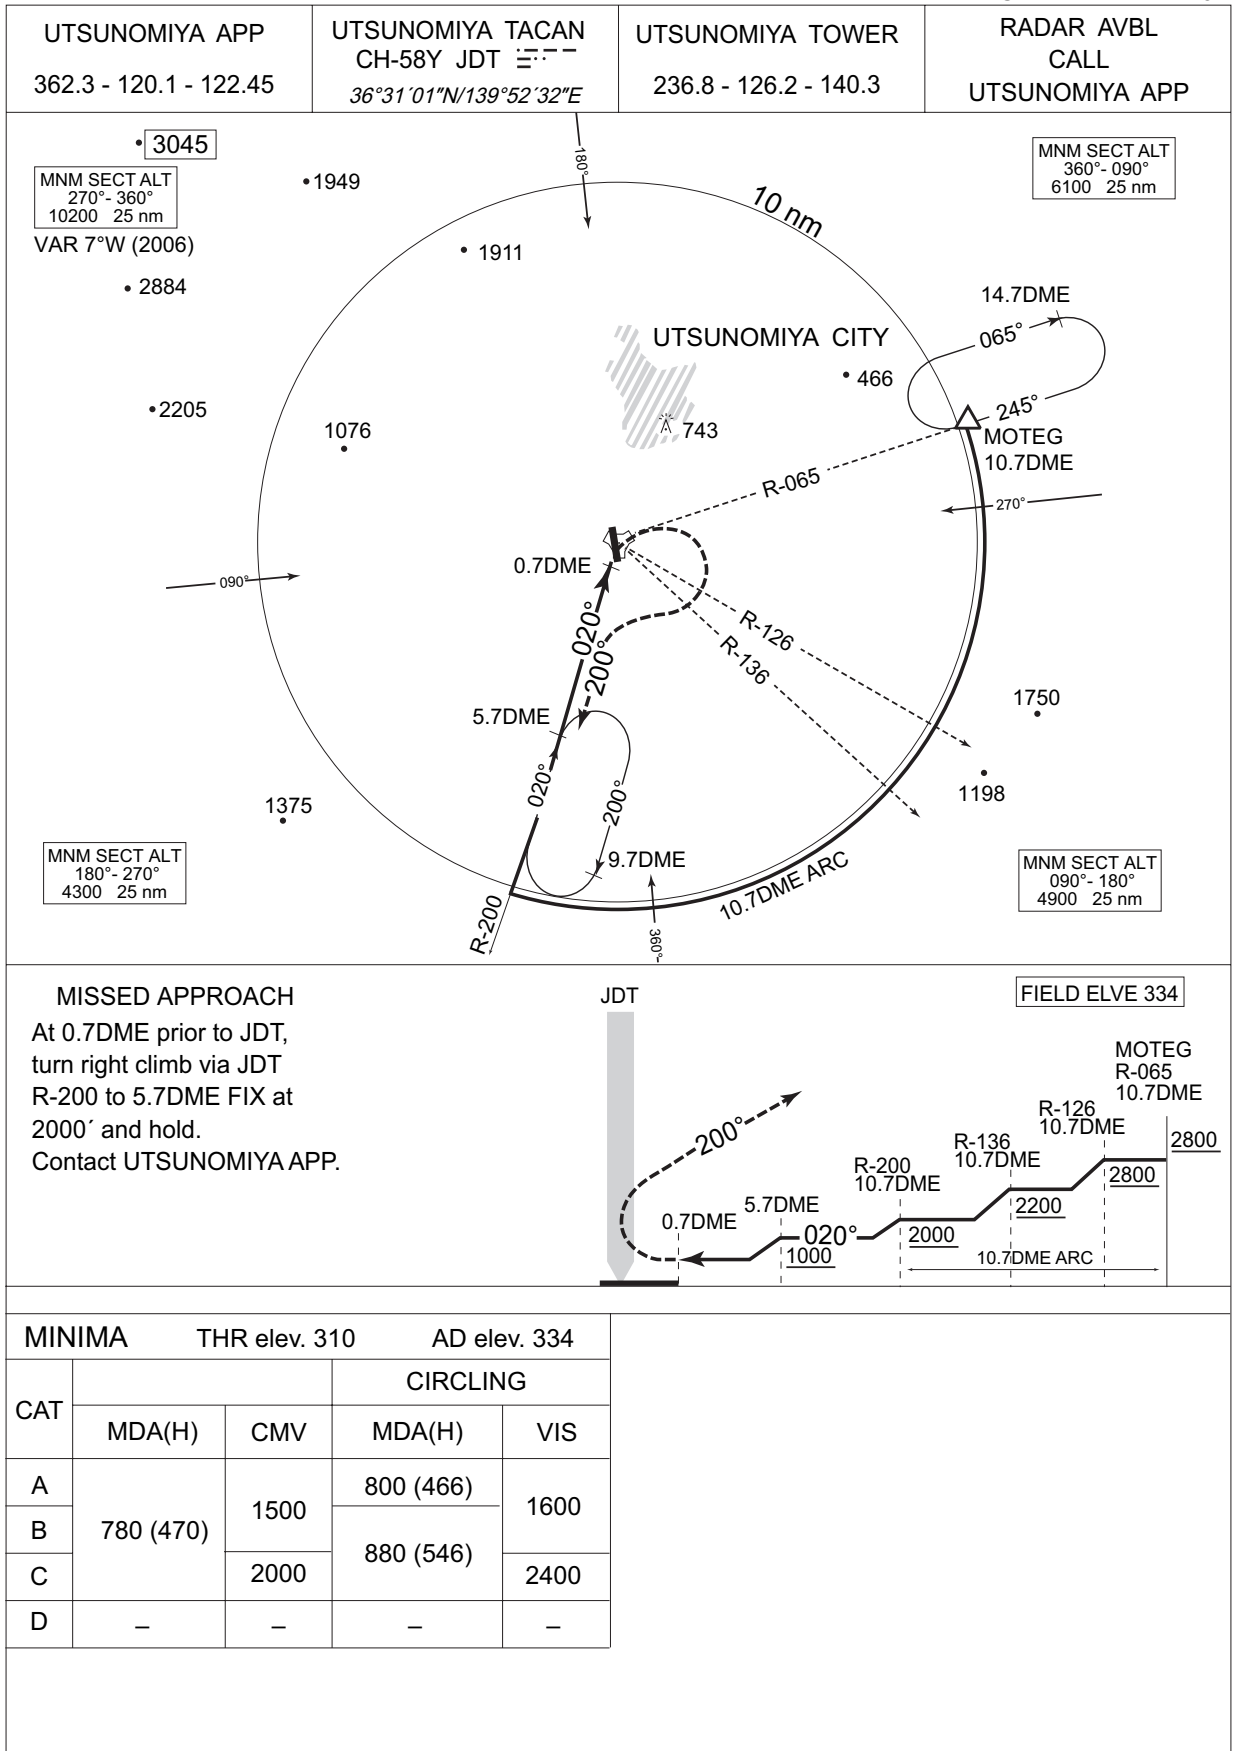 UTSUNOMIYA APP
362.3 - 120.1 - 122.45
UTSUNOMIYA TACAN
CH-58Y JDT
36°31´01"N/139°52´32"E
UTSUNOMIYA TOWER
236.8 - 126.2 - 140.3
RADAR AVBL
CALL
UTSUNOMIYA APP
3045
MNM SECT ALT
270°- 360°
10200 25 nm
VAR 7°W (2006)
1949
180°
10 nm
MNM SECT ALT
360°- 090°
6100 25 nm
1911
2884
14.7DME
065°
UTSUNOMIYA CITY
466
2205
245°
1076
743
MOTEG
10.7DME
R-065
270°
0.7DME
090°
020°
200°
R-126
R-136
5.7DME
1750
020°
200°
1198
1375
9.7DME
MNM SECT ALT
180°- 270°
4300 25 nm
MNM SECT ALT
090°- 180°
4900 25 nm
10.7DME ARC
R-200
360°
MISSED APPROACH
At 0.7DME prior to JDT,
turn right climb via JDT
R-200 to 5.7DME FIX at
2000´ and hold.
Contact UTSUNOMIYA APP.
JDT
FIELD ELVE 334
MOTEG
R-065
10.7DME
R-126
10.7DME
2800
200°
R-136
10.7DME
2800
R-200
10.7DME
2200
5.7DME
0.7DME
020°
2000
1000
10.7DME ARC
MINIMA THR elev. 310 AD elev. 334
CAT
CIRCLING
MDA(H) CMV MDA(H) VIS
A 780 (470) 1500 800 (466) 1600
B 880 (546)
C 2000 2400
D – – – –